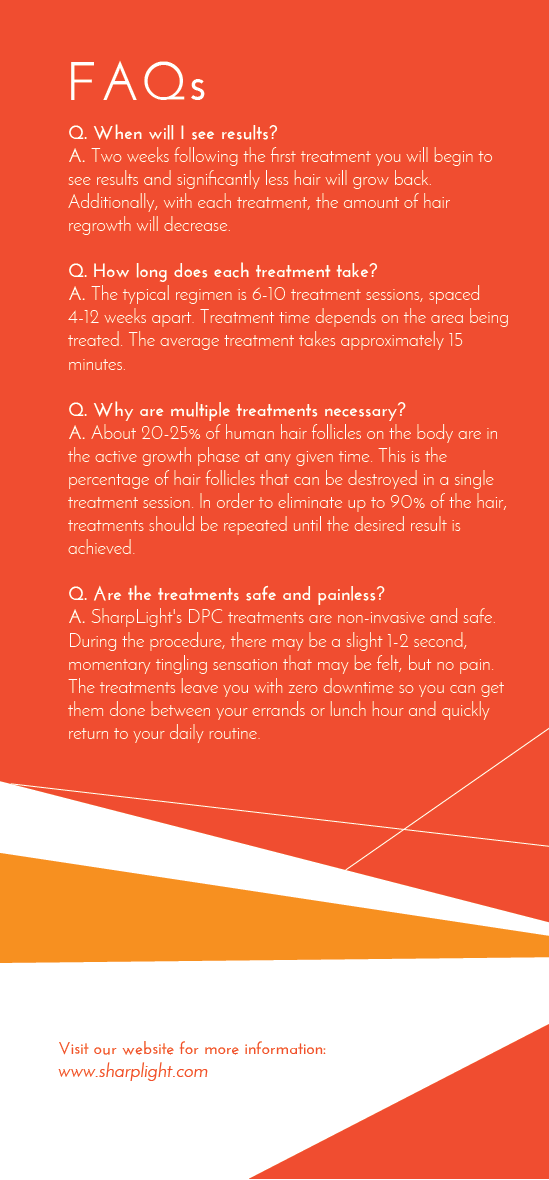 FAQs
Q. When will I see results?
A. Two weeks following the first treatment you will begin to
see results and significantly less hair will grow back.
Additionally, with each treatment, the amount of hair
regrowth will decrease.
Q. How long does each treatment take?
A. The typical regimen is 6-10 treatment sessions, spaced
4-12 weeks apart. Treatment time depends on the area being
treated. The average treatment takes approximately 15
minutes.
Q. Why are multiple treatments necessary?
A. About 20-25% of human hair follicles on the body are in
the active growth phase at any given time. This is the
percentage of hair follicles that can be destroyed in a single
treatment session. In order to eliminate up to 90% of the hair,
treatments should be repeated until the desired result is
achieved.
Q. Are the treatments safe and painless?
A. SharpLight's DPC treatments are non-invasive and safe.
During the procedure, there may be a slight 1-2 second,
momentary tingling sensation that may be felt, but no pain.
The treatments leave you with zero downtime so you can get
them done between your errands or lunch hour and quickly
return to your daily routine.
Visit our website for more information:
www.sharplight.com